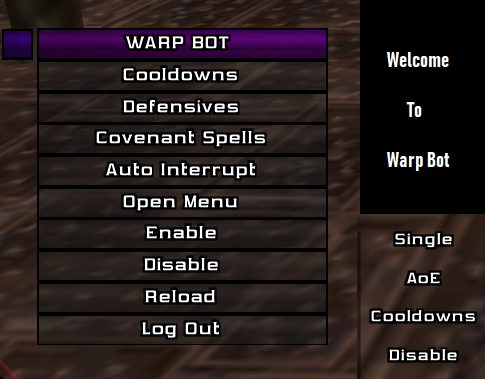 WARP BOT
Cooldowns
Defensives
Covenant Spells
Auto Interrupt
Open Menu
Enable
Disable
Reload
Log Out
Welcome
To
Warp Bot
Single
AoE
Cooldowns
Disable